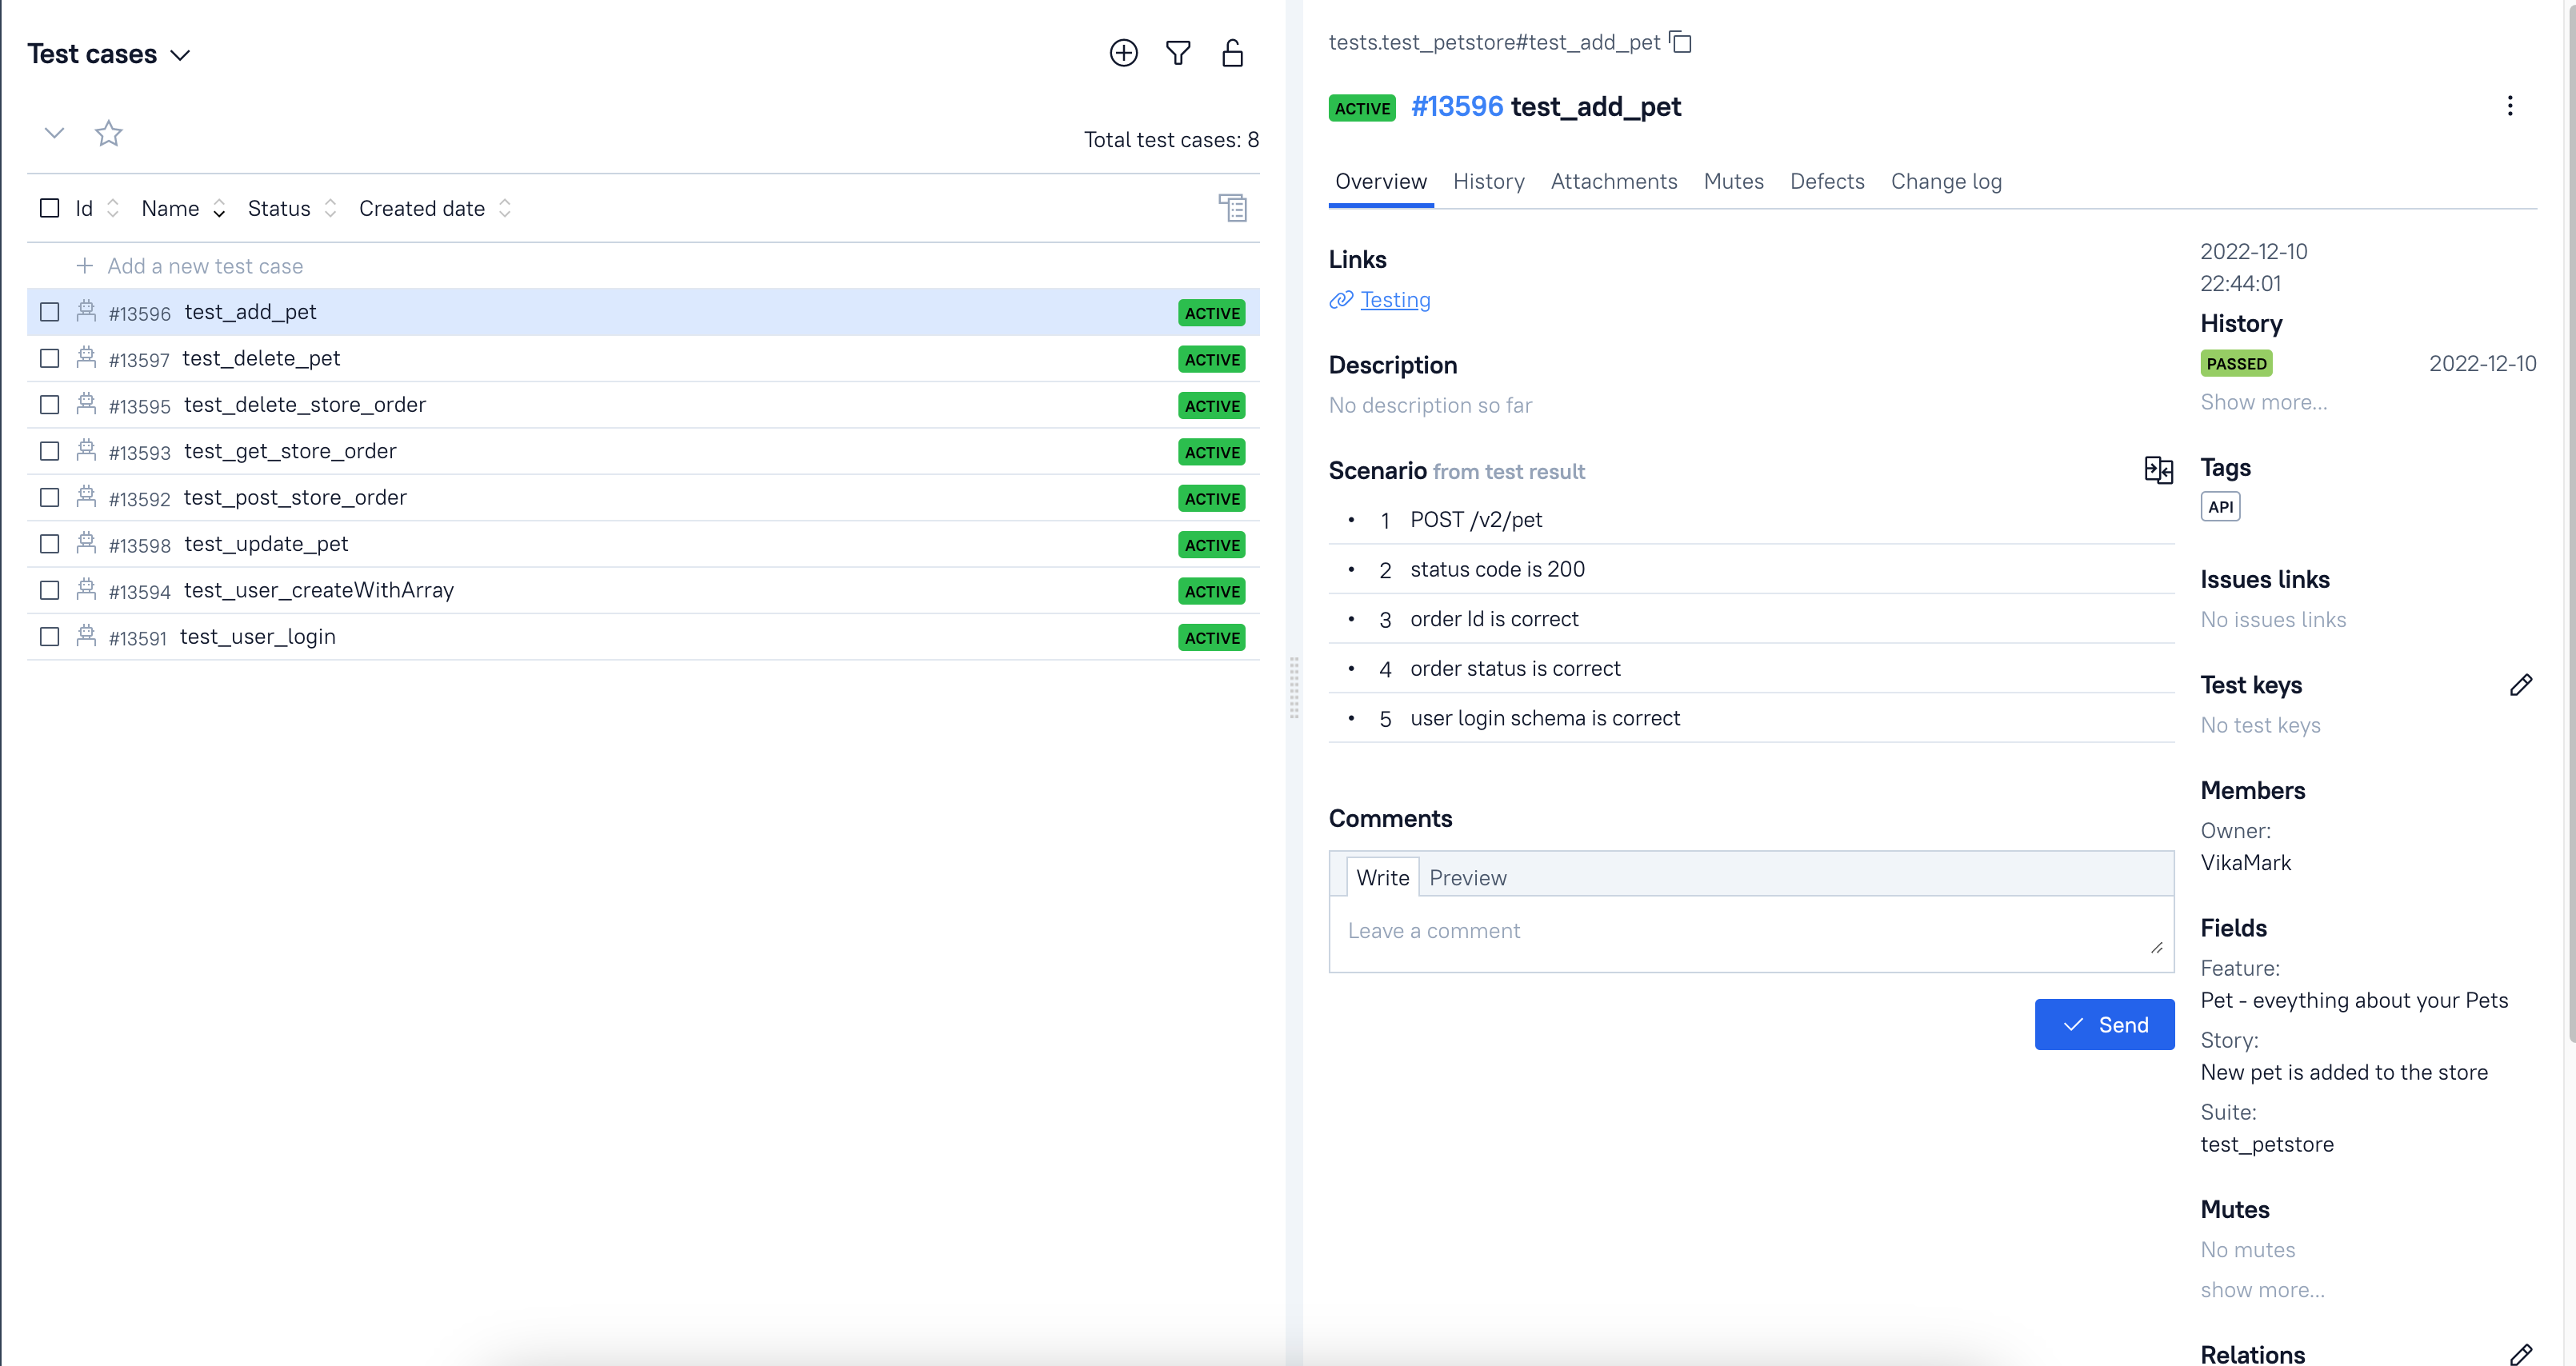 Test cases
Total test cases: 8
Id Name Status Created date
Add a new test case
#13596 test_add_pet ACTIVE
#13597 test_delete_pet ACTIVE
#13595 test_delete_store_order ACTIVE
#13593 test_get_store_order ACTIVE
#13592 test_post_store_order ACTIVE
#13598 test_update_pet ACTIVE
#13594 test_user_createWithArray ACTIVE
#13591 test_user_login ACTIVE
tests.test_petstore#test_add_pet
ACTIVE #13596 test_add_pet
Overview History Attachments Mutes Defects Change log
Links
Testing
Description
No description so far
Scenario from test result
• 1 POST /v2/pet
• 2 status code is 200
• 3 order Id is correct
• 4 order status is correct
• 5 user login schema is correct
Comments
Write Preview
Leave a comment
Send
2022-12-10
22:44:01
History
PASSED 2022-12-10
Show more...
Tags
API
Issues links
No issues links
Test keys
No test keys
Members
Owner:
VikaMark
Fields
Feature:
Pet - eveything about your Pets
Story:
New pet is added to the store
Suite:
test_petstore
Mutes
No mutes
show more...
Relations